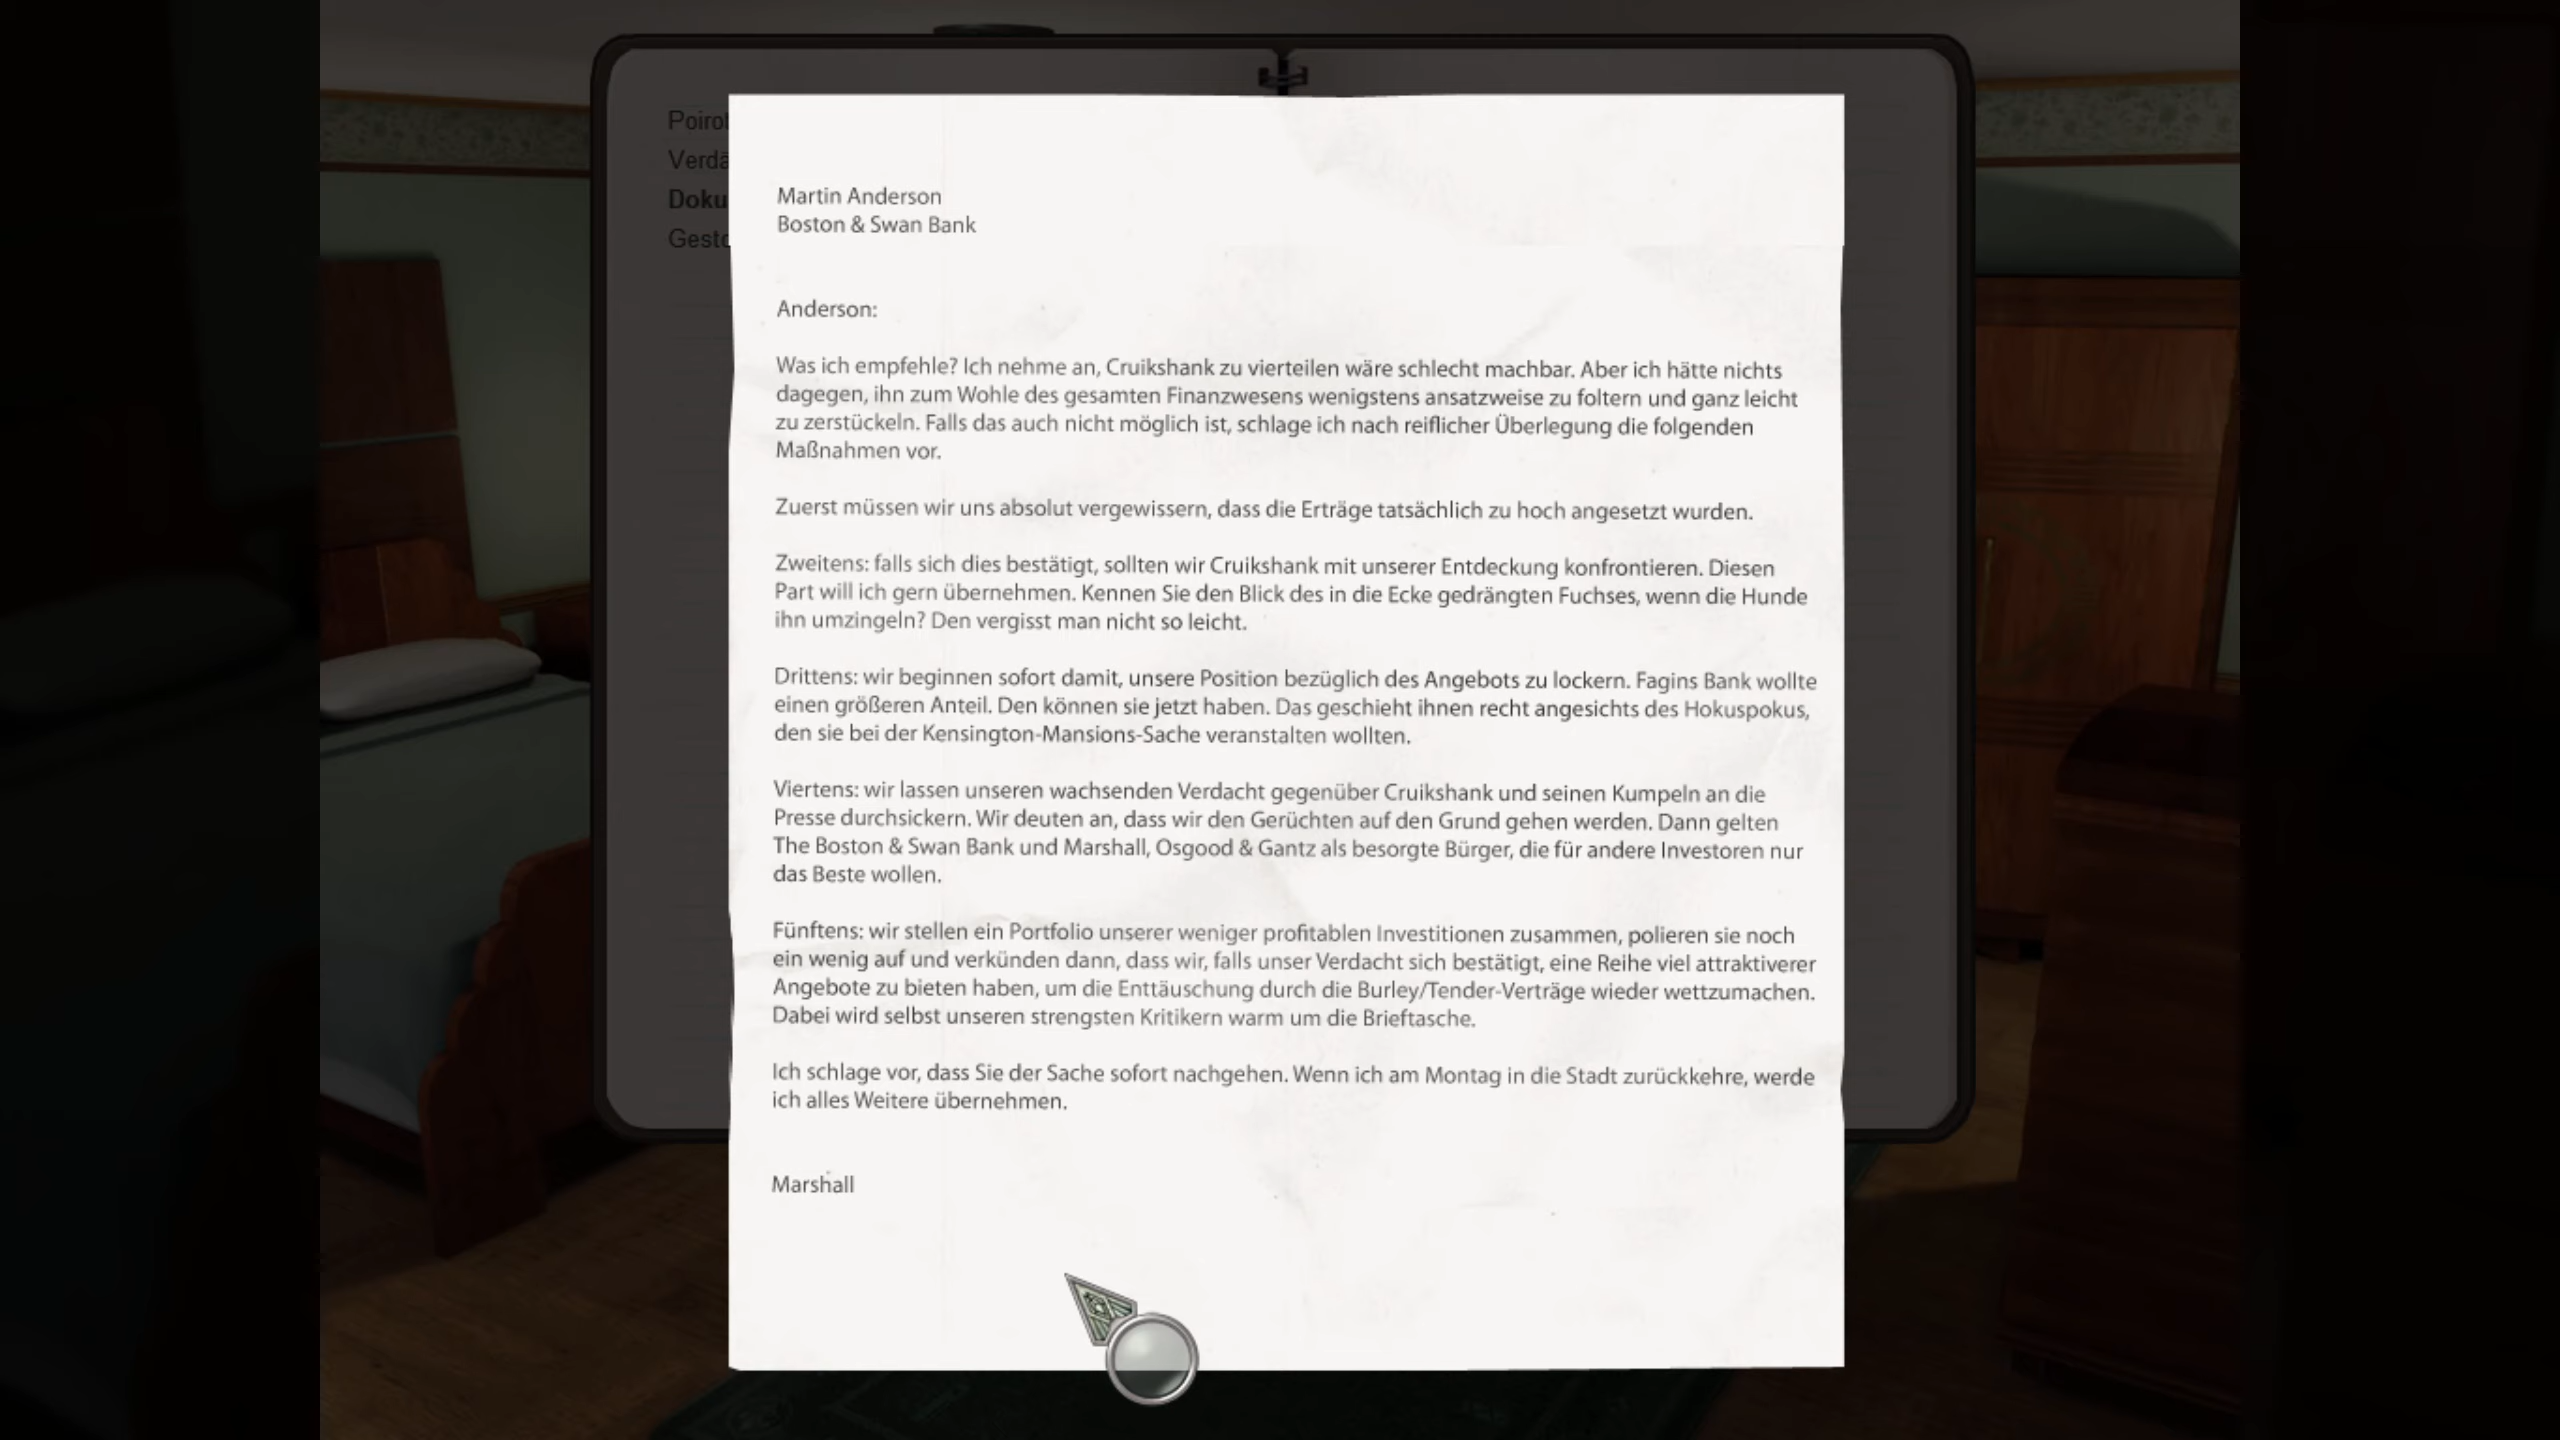 Poirot
Verdä
Doku
Gesto
Martin Anderson
Boston & Swan Bank
Anderson:
Was ich empfehle? Ich nehme an, Cruikshank zu vierteilen wäre schlecht machbar. Aber ich hätte nichts
dagegen, ihn zum Wohle des gesamten Finanzwesens wenigstens ansatzweise zu foltern und ganz leicht
zu zerstückeln. Falls das auch nicht möglich ist, schlage ich nach reiflicher Überlegung die folgenden
Maßnahmen vor.
Zuerst müssen wir uns absolut vergewissern, dass die Erträge tatsächlich zu hoch angesetzt wurden.
Zweitens: falls sich dies bestätigt, sollten wir Cruikshank mit unserer Entdeckung konfrontieren. Diesen
Part will ich gern übernehmen. Kennen Sie den Blick des in die Ecke gedrängten Fuchses, wenn die Hunde
ihn umzingeln? Den vergisst man nicht so leicht.
Drittens: wir beginnen sofort damit, unsere Position bezüglich des Angebots zu lockern. Fagins Bank wollte
einen größeren Anteil. Den können sie jetzt haben. Das geschieht ihnen recht angesichts des Hokuspokus,
den sie bei der Kensington-Mansions-Sache veranstalten wollten.
Viertens: wir lassen unseren wachsenden Verdacht gegenüber Cruikshank und seinen Kumpeln an die
Presse durchsickern. Wir deuten an, dass wir den Gerüchten auf den Grund gehen werden. Dann gelten
The Boston & Swan Bank und Marshall, Osgood & Gantz als besorgte Bürger, die für andere Investoren nur
das Beste wollen.
Fünftens: wir stellen ein Portfolio unserer weniger profitablen Investitionen zusammen, polieren sie noch
ein wenig auf und verkünden dann, dass wir, falls unser Verdacht sich bestätigt, eine Reihe viel attraktiverer
Angebote zu bieten haben, um die Enttäuschung durch die Burley/Tender-Verträge wieder wettzumachen.
Dabei wird selbst unseren strengsten Kritikern warm um die Brieftasche.
Ich schlage vor, dass Sie der Sache sofort nachgehen. Wenn ich am Montag in die Stadt zurückkehre, werde
ich alles Weitere übernehmen.
Marshall